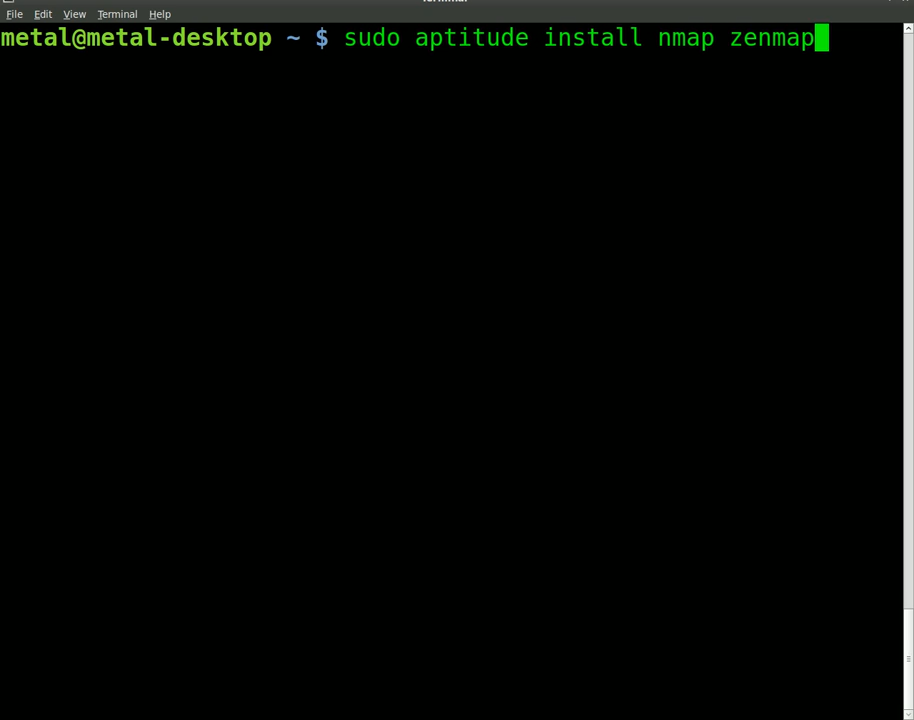 File Edit View Terminal Help
metal@metal-desktop ~ $ sudo aptitude install nmap zenmap